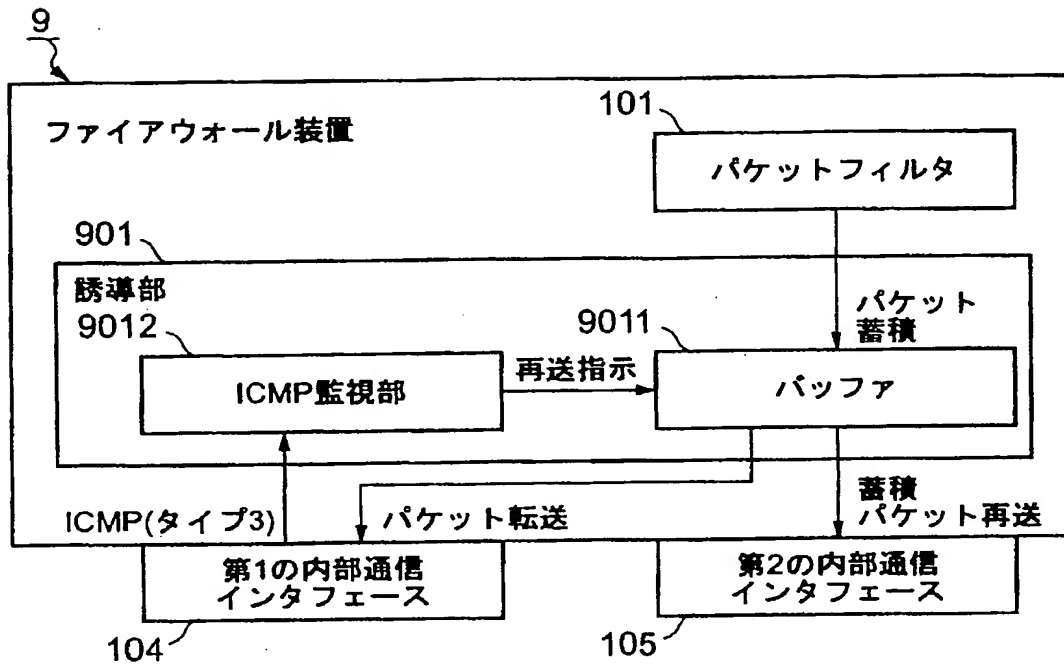 9
ファイアウォール装置
101
パケットフィルタ
901
誘導部
パケット
蓄積
9012
9011
ICMP監視部
再送指示
バッファ
ICMP(タイプ3)
パケット転送
蓄積
パケット再送
第1の内部通信
インタフェース
第2の内部通信
インタフェース
104
105